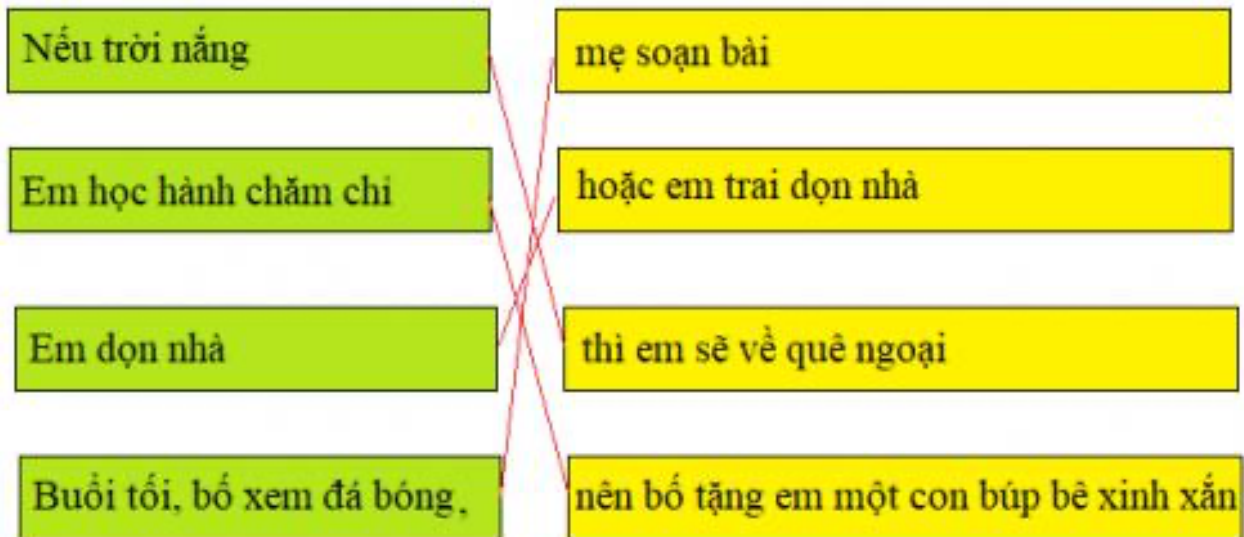 Nếu trời nắng
mẹ soạn bài
Em học hành chăm chỉ
hoặc em trai dọn nhà
Em dọn nhà
thì em sẽ về quê ngoại
Buổi tối, bố xem đá bóng,
nên bố tặng em một con búp bê xinh xắn